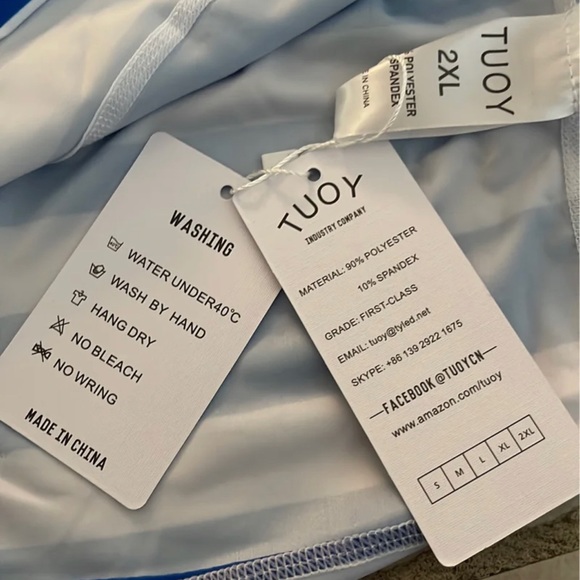 TUOY
2XL
POLYESTER
SPANDEX
IN CHINA
WASHING
WATER UNDER40℃
WASH BY HAND
HANG DRY
NO BLEACH
NO WRING
MADE IN CHINA
TUOY
INDUSTRY COMPANY
MATERIAL: 90% POLYESTER
10% SPANDEX
GRADE: FIRST-CLASS
EMAIL: tuoy@tyled.net
SKYPE: +86 139 2922 1675
FACEBOOK @TUOYCN
www.amazon.com/tuoy
S M L XL 2XL